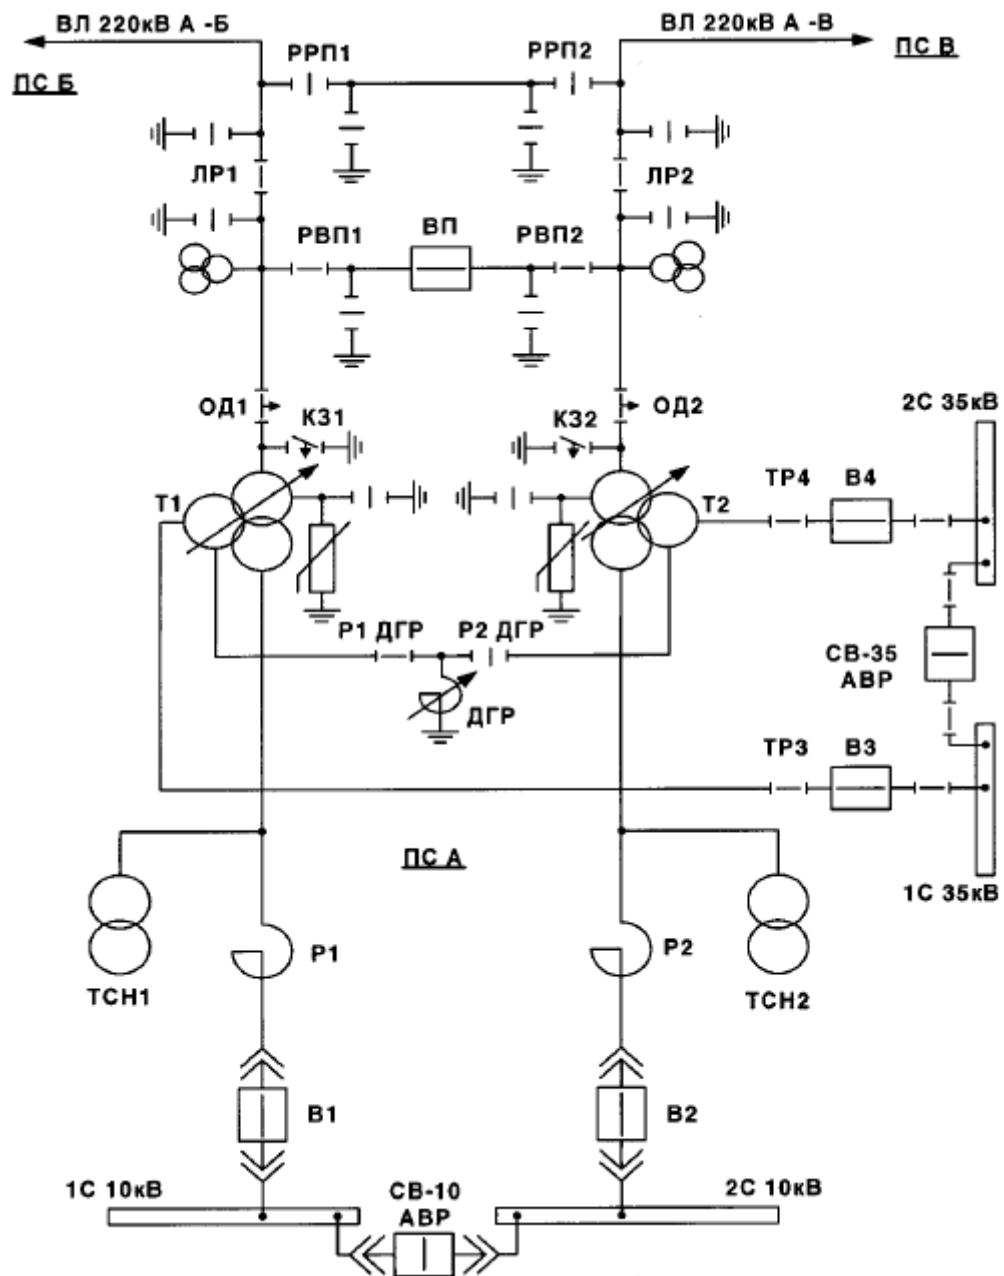 ВЛ 220кВ А -Б
ВЛ 220кВ А -В
РРП1
РРП2
ПС Б
ПС В
ЛР1
ЛР2
РВП1
ВП
РВП2
ОД1
КЗ1
КЗ2
ОД2
2С 35кВ
Т1
Т2
ТР4
В4
Р1 ДГР
Р2 ДГР
СВ-35
АВР
ДГР
ТР3
В3
ПС А
1С 35кВ
Р1
Р2
ТСН1
ТСН2
В1
В2
1С 10кВ
СВ-10
АВР
2С 10кВ